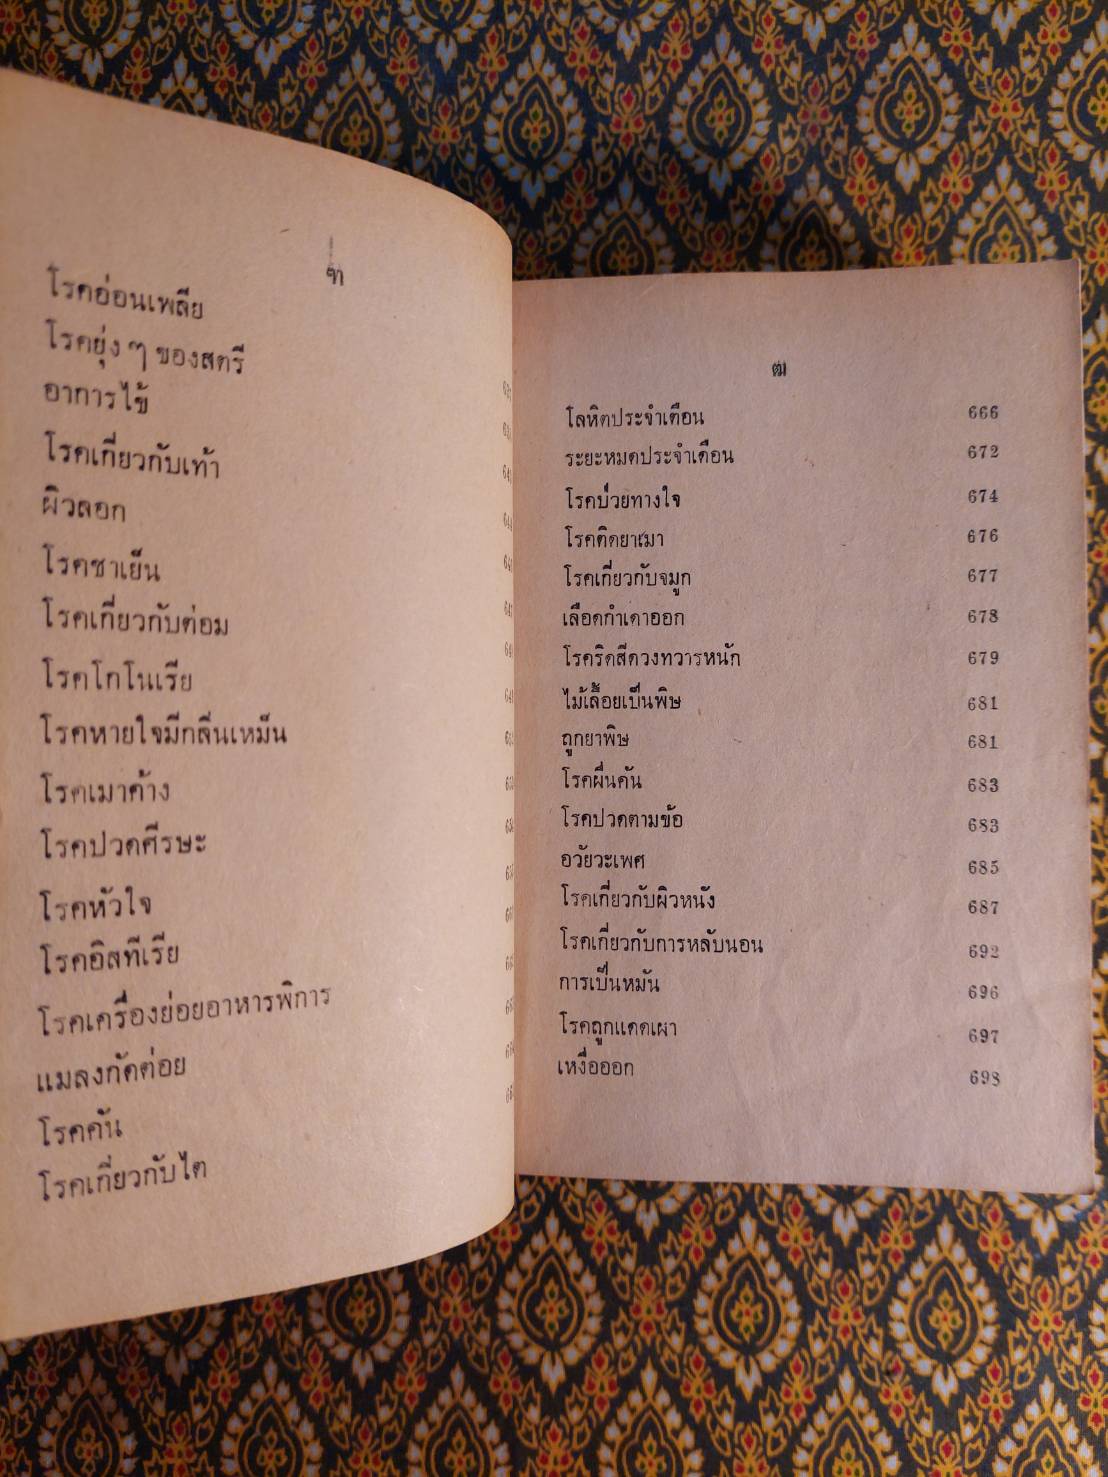 ฑ
โรคอ่อนเพลีย
โรคยุ่ง ๆ ของสตรี
อาการไข้
โรคเกี่ยวกับเท้า
ผิวลอก
โรคชาเย็น
โรคเกี่ยวกับต่อม
โรคโกโนเรีย
โรคหายใจมีกลิ่นเหม็น
โรคเมาค้าง
โรคปวดศีรษะ
โรคหัวใจ
โรคฮิสทีเรีย
โรคเครื่องย่อยอาหารพิการ
แมลงกัดต่อย
โรคคัน
โรคเกี่ยวกับไต
ฒ
โลหิตประจำเดือน 666
ระยะหมดประจำเดือน 672
โรคป่วยทางใจ 674
โรคติดยาเมา 676
โรคเกี่ยวกับจมูก 677
เลือดกำเดาออก 678
โรคริดสีดวงทวารหนัก 679
ไม้เลื้อยเป็นพิษ 681
ถูกยาพิษ 681
โรคผื่นคัน 683
โรคปวดตามข้อ 683
อวัยวะเพศ 685
โรคเกี่ยวกับผิวหนัง 687
โรคเกี่ยวกับการหลับนอน 692
การเป็นหมัน 696
โรคถูกแดดเผา 697
เหงื่อออก 698